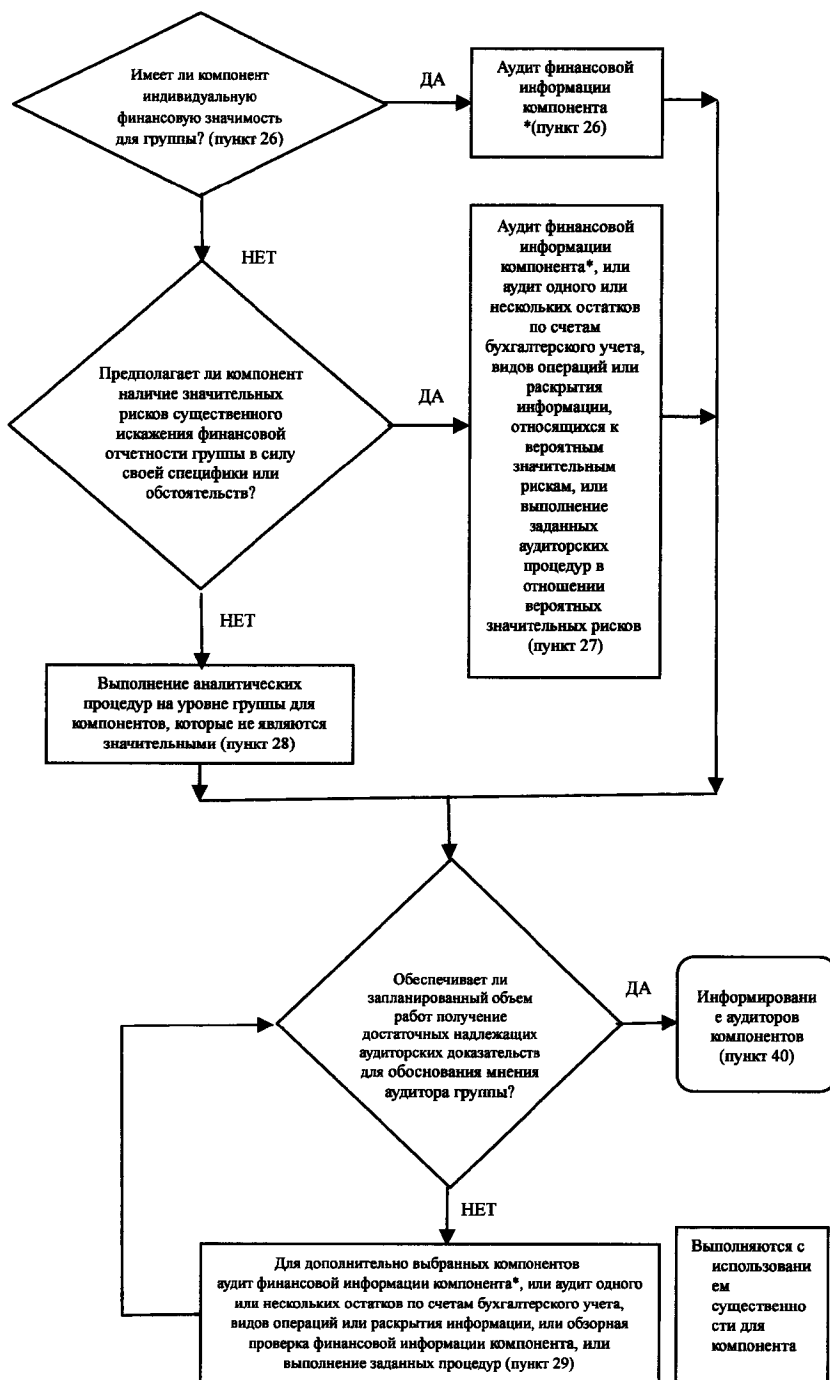 Имеет ли компонент
индивидуальную
финансовую значимость
для группы? (пункт 26)
ДА
Аудит финансовой
информации
компонента
*(пункт 26)
НЕТ
Предполагает ли компонент
наличие значительных
рисков существенного
искажения финансовой
отчетности группы в силу
своей специфики или
обстоятельств?
ДА
Аудит финансовой
информации
компонента*, или
аудит одного или
нескольких остатков
по счетам
бухгалтерского учета,
видов операций или
раскрытия
информации,
относящихся к
вероятным
значительным
рискам, или
выполнение
заданных
аудиторских
процедур в
отношении
вероятных
значительных рисков
(пункт 27)
НЕТ
Выполнение аналитических
процедур на уровне группы для
компонентов, которые не являются
значительными (пункт 28)
Обеспечивает ли
запланированный объем
работ получение
достаточных надлежащих
аудиторских доказательств
для обоснования мнения
аудитора группы?
ДА
Информировани
е аудиторов
компонентов
(пункт 40)
НЕТ
Для дополнительно выбранных компонентов
аудит финансовой информации компонента*, или аудит одного
или нескольких остатков по счетам бухгалтерского учета,
видов операций или раскрытия информации, или обзорная
проверка финансовой информации компонента, или
выполнение заданных процедур (пункт 29)
Выполняются с
использовани
ем
существенно
сти для
компонента